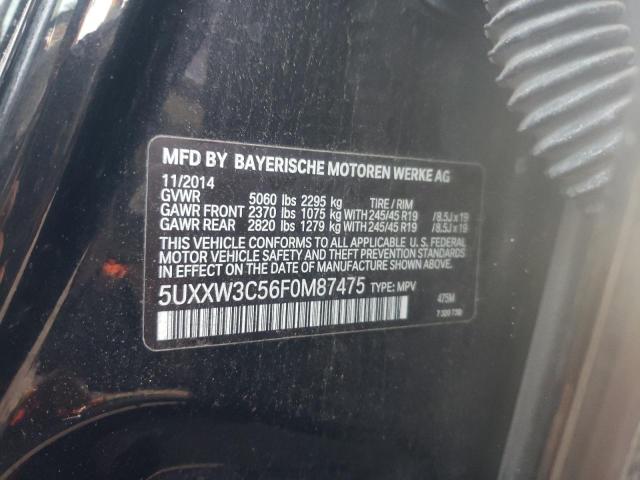 MFD BY BAYERISCHE MOTOREN WERKE AG
11/2014
GVWR 5060 lbs 2295 kg TIRE / RIM
GAWR FRONT 2370 lbs 1075 kg WITH 245/45 R19 /8.5J x 19
GAWR REAR 2820 lbs 1279 kg WITH 245/45 R19 /8.5J x 19
THIS VEHICLE CONFORMS TO ALL APPLICABLE U. S. FEDERAL
MOTOR VEHICLE SAFETY AND THEFT PREVENTION STANDARDS
IN EFFECT ON THE DATE OF MANUFACTURE SHOWN ABOVE.
5UXXW3C56F0M87475 TYPE: MPV
475M